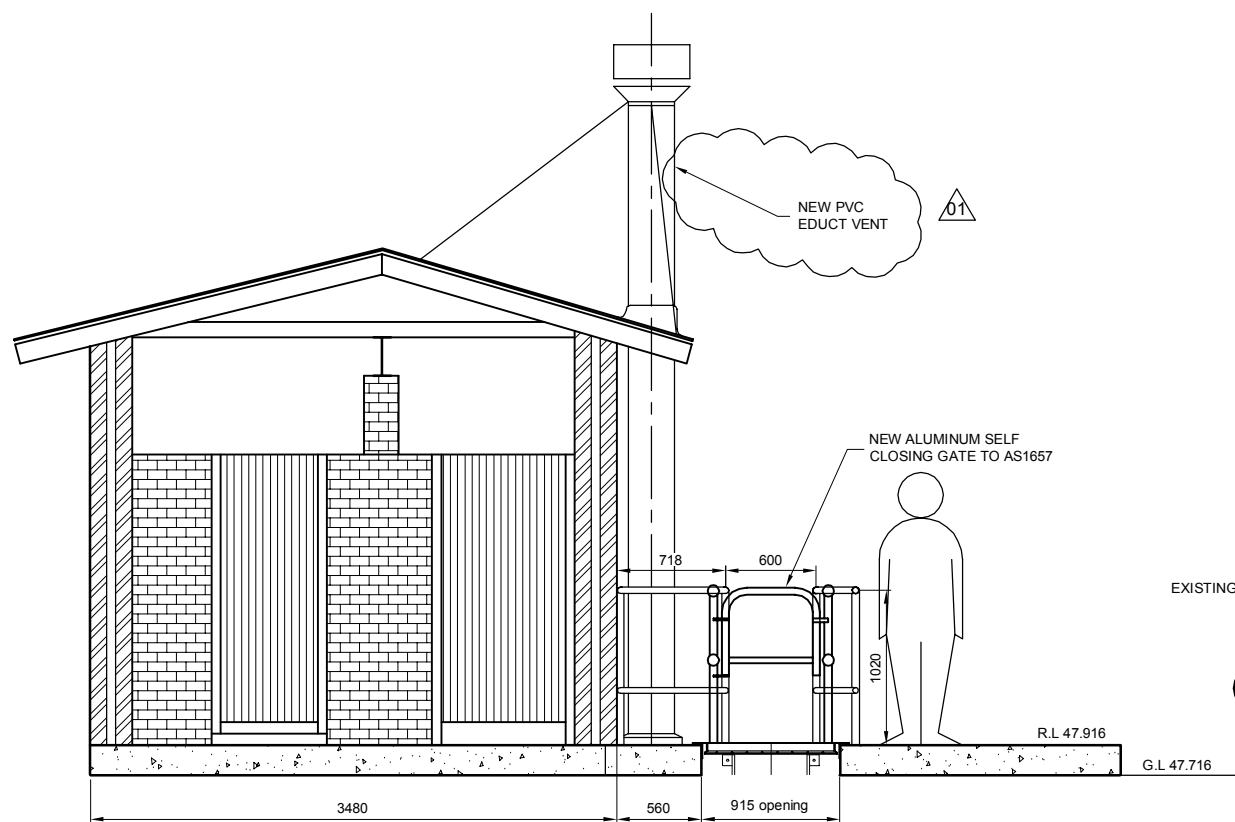 01
NEW PVC
EDUCT VENT
NEW ALUMINUM SELF
CLOSING GATE TO AS1657
718
600
EXISTING
1020
R.L 47.916
G.L 47.716
3480
560
915 opening